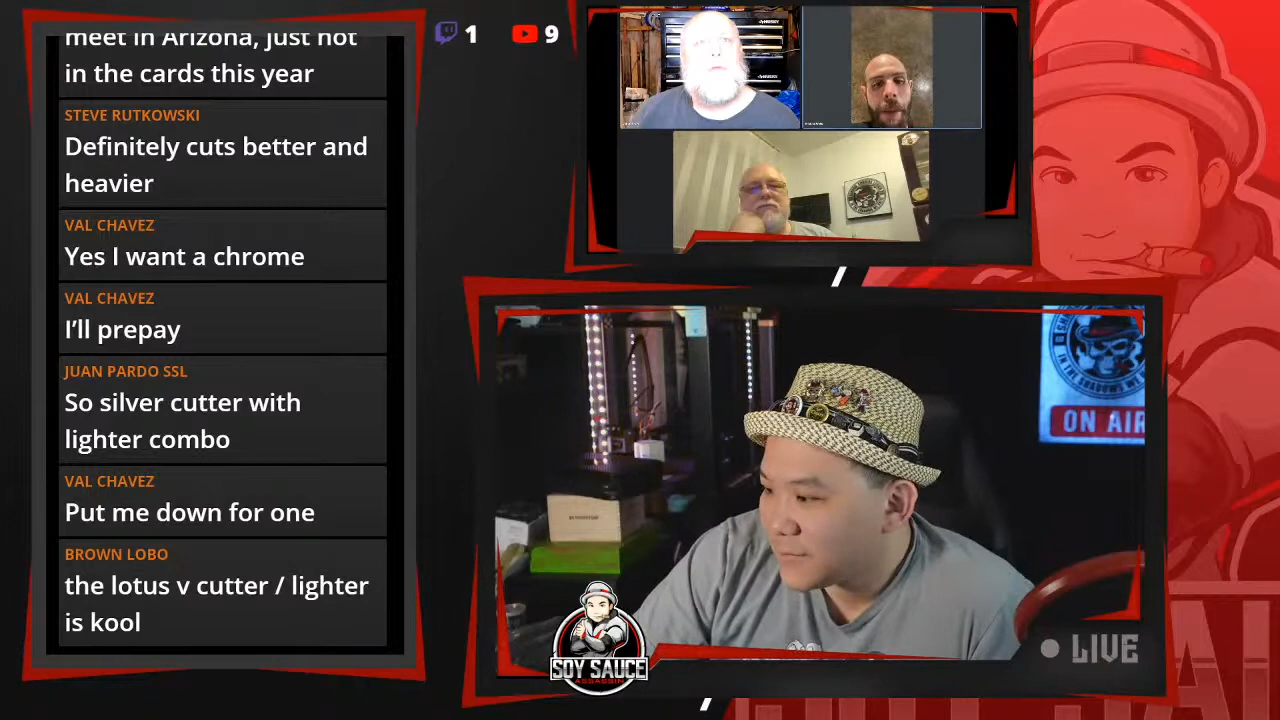 meet in Arizona, just not
in the cards this year
STEVE RUTKOWSKI
Definitely cuts better and
heavier
VAL CHAVEZ
Yes I want a chrome
VAL CHAVEZ
I'll prepay
JUAN PARDO SSL
So silver cutter with
lighter combo
VAL CHAVEZ
Put me down for one
BROWN LOBO
the lotus v cutter / lighter
is kool
1
9
ON AIR
SOY SAUCE
ASSASSIN
LIVE